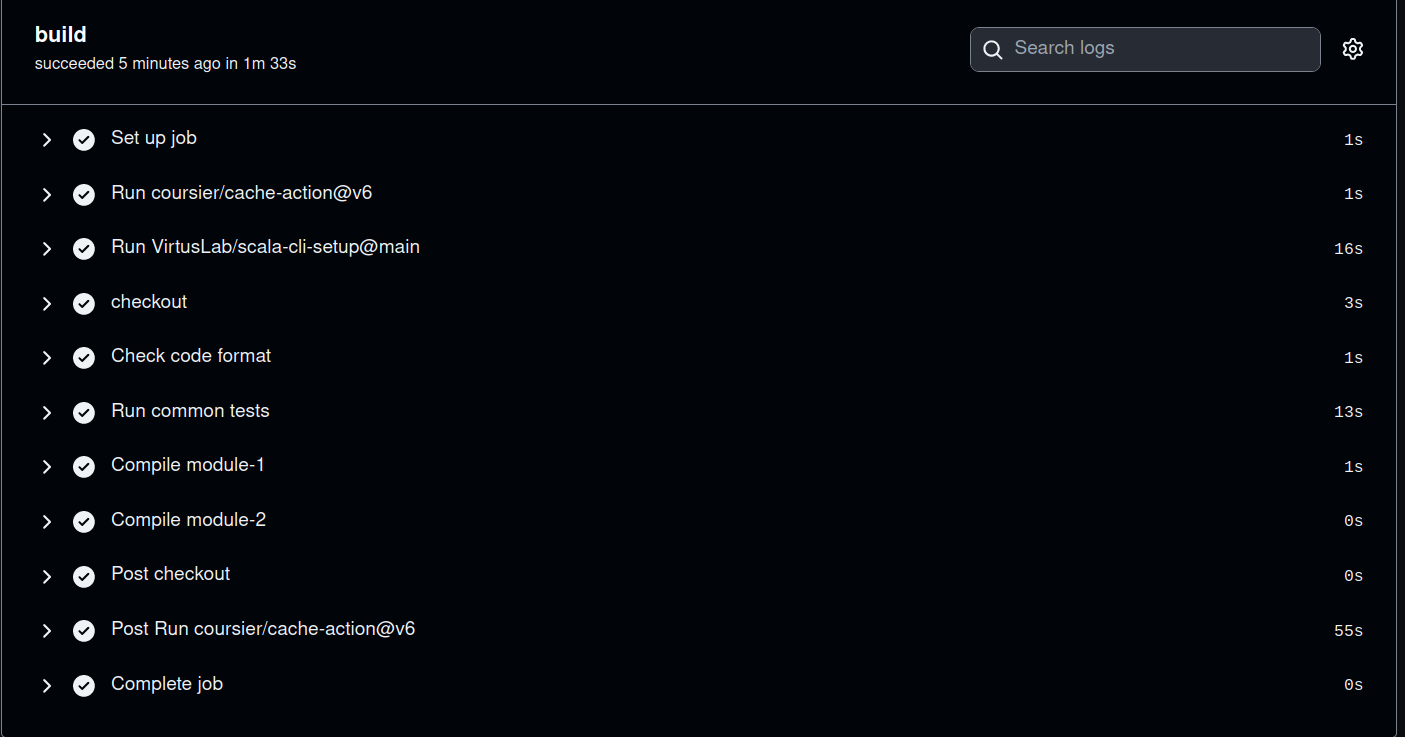 build
succeeded 5 minutes ago in 1m 33s
Search logs
Set up job 1s
Run coursier/cache-action@v6 1s
Run VirtusLab/scala-cli-setup@main 16s
checkout 3s
Check code format 1s
Run common tests 13s
Compile module-1 1s
Compile module-2 0s
Post checkout 0s
Post Run coursier/cache-action@v6 55s
Complete job 0s